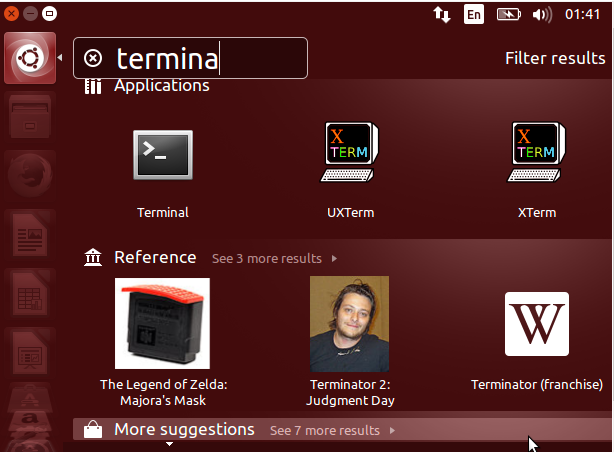 En 01:41
termina
Filter results
Applications
>_
X
TERM
X
TERM
Terminal
UXTerm
XTerm
Reference See 3 more results
W
The Legend of Zelda:
Majora's Mask
Terminator 2:
Judgment Day
Terminator (franchise)
a
More suggestions See 7 more results